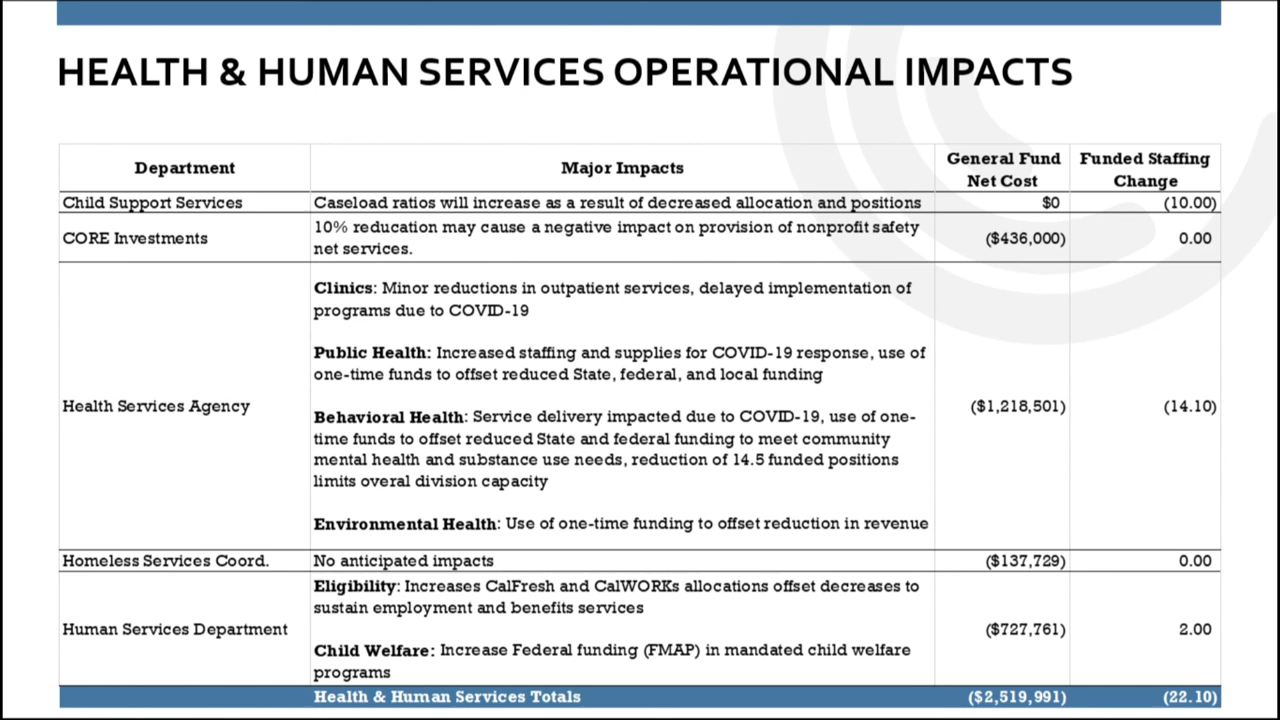 HEALTH & HUMAN SERVICES OPERATIONAL IMPACTS
Department Major Impacts General Fund Net Cost Funded Staffing Change
Child Support Services Caseload ratios will increase as a result of decreased allocation and positions $0 (10.00)
CORE Investments
10% reducation may cause a negative impact on provision of nonprofit safety
net services.
($436,000) 0.00
Health Services Agency
Clinics: Minor reductions in outpatient services, delayed implementation of
programs due to COVID-19
Public Health: Increased staffing and supplies for COVID-19 response, use of
one-time funds to offset reduced State, federal, and local funding
Behavioral Health: Service delivery impacted due to COVID-19, use of one-
time funds to offset reduced State and federal funding to meet community
mental health and substance use needs, reduction of 14.5 funded positions
limits overal division capacity
Environmental Health: Use of one-time funding to offset reduction in revenue
($1,218,501) (14.10)
Homeless Services Coord. No anticipated impacts ($137,729) 0.00
Human Services Department
Eligibility: Increases CalFresh and CalWORKs allocations offset decreases to
sustain employment and benefits services
Child Welfare: Increase Federal funding (FMAP) in mandated child welfare
programs
($727,761) 2.00
Health & Human Services Totals ($2,519,991) (22.10)